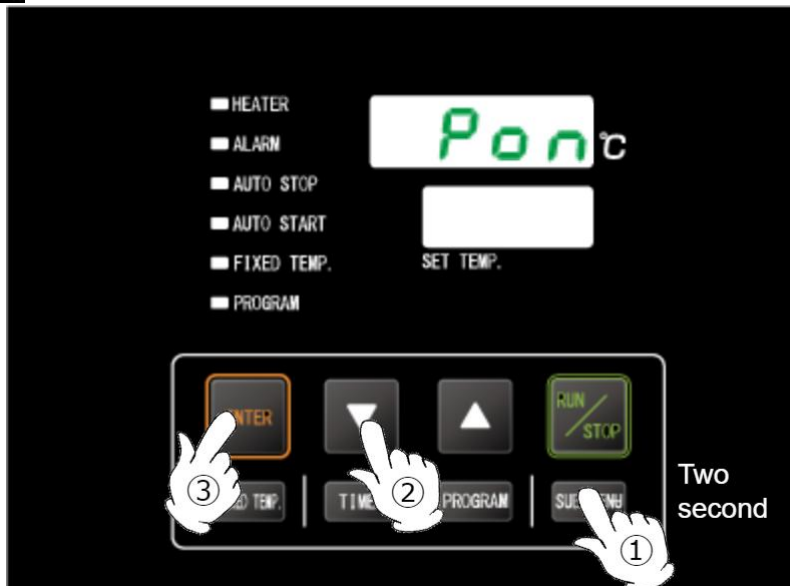 HEATER
Pon ℃
ALARM
AUTO STOP
AUTO START
FIXED TEMP.
SET TEMP.
PROGRAM
RUN
STOP
③
②
PROGRAM
Two
second
①